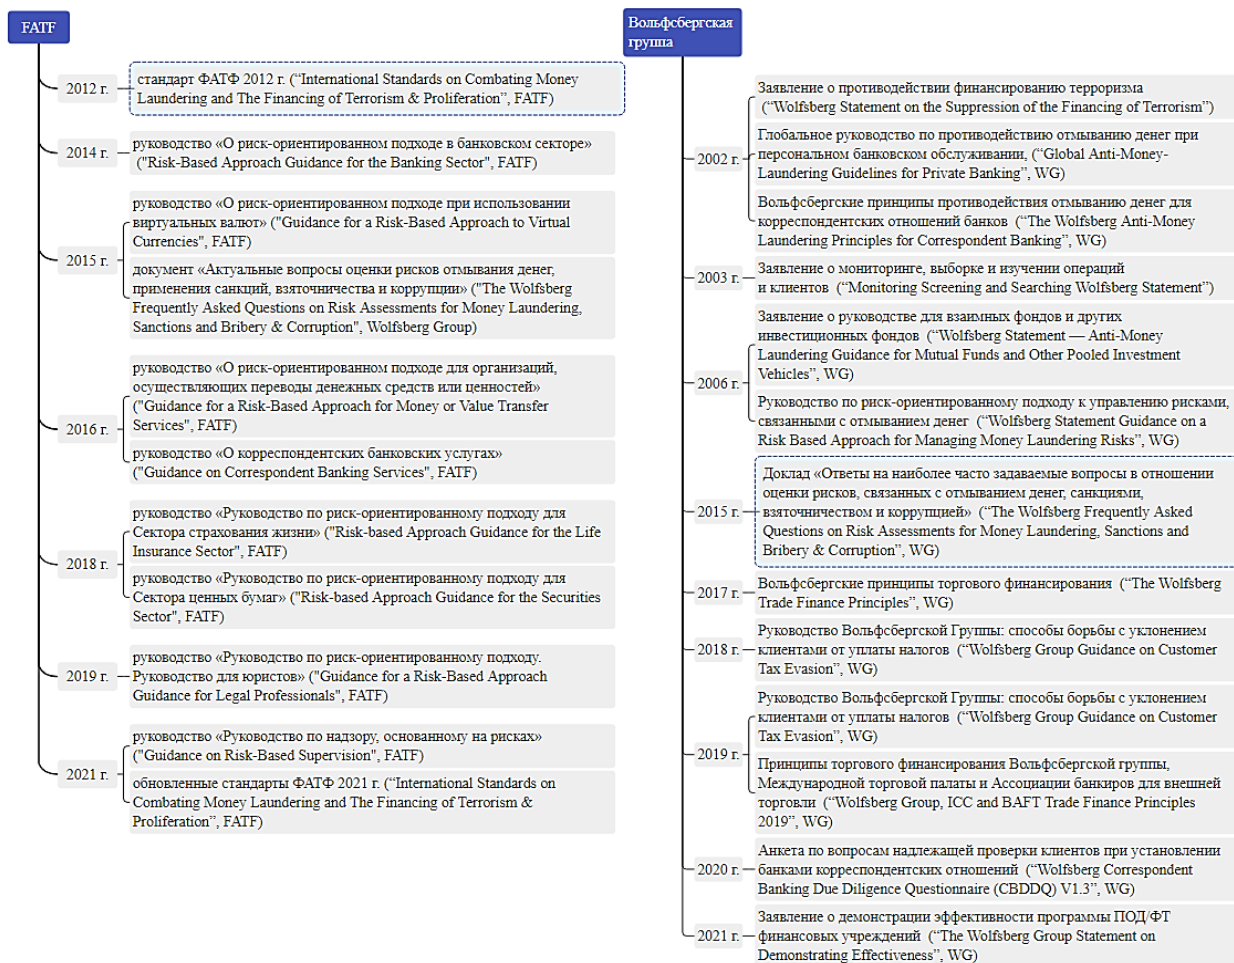 FATF
2012 г.
стандарт ФАТФ 2012 г. (“International Standards on Combating Money
Laundering and The Financing of Terrorism & Proliferation”, FATF)
2014 г.
руководство «О риск-ориентированном подходе в банковском секторе»
("Risk-Based Approach Guidance for the Banking Sector", FATF)
2015 г.
руководство «О риск-ориентированном подходе при использовании
виртуальных валют» ("Guidance for a Risk-Based Approach to Virtual
Currencies", FATF)
документ «Актуальные вопросы оценки рисков отмывания денег,
применения санкций, взяточничества и коррупции» ("The Wolfsberg
Frequently Asked Questions on Risk Assessments for Money Laundering,
Sanctions and Bribery & Corruption", Wolfsberg Group)
2016 г.
руководство «О риск-ориентированном подходе для организаций,
осуществляющих переводы денежных средств или ценностей»
("Guidance for a Risk-Based Approach for Money or Value Transfer
Services", FATF)
руководство «О корреспондентских банковских услугах»
("Guidance on Correspondent Banking Services", FATF)
2018 г.
руководство «Руководство по риск-ориентированному подходу для
Сектора страхования жизни» ("Risk-based Approach Guidance for the Life
Insurance Sector", FATF)
руководство «Руководство по риск-ориентированному подходу для
Сектора ценных бумаг» ("Risk-based Approach Guidance for the Securities
Sector", FATF)
2019 г.
руководство «Руководство по риск-ориентированному подходу.
Руководство для юристов» ("Guidance for a Risk-Based Approach
Guidance for Legal Professionals", FATF)
2021 г.
руководство «Руководство по надзору, основанному на рисках»
("Guidance on Risk-Based Supervision", FATF)
обновленные стандарты ФАТФ 2021 г. (“International Standards on
Combating Money Laundering and The Financing of Terrorism &
Proliferation”, FATF)
Вольфсбергская
группа
2002 г.
Заявление о противодействии финансированию терроризма
(“Wolfsberg Statement on the Suppression of the Financing of Terrorism”)
Глобальное руководство по противодействию отмыванию денег при
персональном банковском обслуживании, (“Global Anti-Money-
Laundering Guidelines for Private Banking”, WG)
Вольфсбергские принципы противодействия отмыванию денег для
корреспондентских отношений банков (“The Wolfsberg Anti-Money
Laundering Principles for Correspondent Banking”, WG)
2003 г.
Заявление о мониторинге, выборке и изучении операций
и клиентов (“Monitoring Screening and Searching Wolfsberg Statement”)
2006 г.
Заявление о руководстве для взаимных фондов и других
инвестиционных фондов (“Wolfsberg Statement — Anti-Money
Laundering Guidance for Mutual Funds and Other Pooled Investment
Vehicles”, WG)
Руководство по риск-ориентированному подходу к управлению рисками,
связанными с отмыванием денег (“Wolfsberg Statement Guidance on a
Risk Based Approach for Managing Money Laundering Risks”, WG)
2015 г.
Доклад «Ответы на наиболее часто задаваемые вопросы в отношении
оценки рисков, связанных с отмыванием денег, санкциями,
взяточничеством и коррупцией» (“The Wolfsberg Frequently Asked
Questions on Risk Assessments for Money Laundering, Sanctions and
Bribery & Corruption”, WG)
2017 г.
Вольфсбергские принципы торгового финансирования (“The Wolfsberg
Trade Finance Principles”, WG)
2018 г.
Руководство Вольфсбергской Группы: способы борьбы с уклонением
клиентами от уплаты налогов (“Wolfsberg Group Guidance on Customer
Tax Evasion”, WG)
2019 г.
Руководство Вольфсбергской Группы: способы борьбы с уклонением
клиентами от уплаты налогов (“Wolfsberg Group Guidance on Customer
Tax Evasion”, WG)
Принципы торгового финансирования Вольфсбергской группы,
Международной торговой палаты и Ассоциации банкиров для внешней
торговли (“Wolfsberg Group, ICC and BAFT Trade Finance Principles
2019”, WG)
2020 г.
Анкета по вопросам надлежащей проверки клиентов при установлении
банками корреспондентских отношений (“Wolfsberg Correspondent
Banking Due Diligence Questionnaire (CBDDQ) V1.3”, WG)
2021 г.
Заявление о демонстрации эффективности программы ПОД/ФТ
финансовых учреждений (“The Wolfsberg Group Statement on
Demonstrating Effectiveness”, WG)